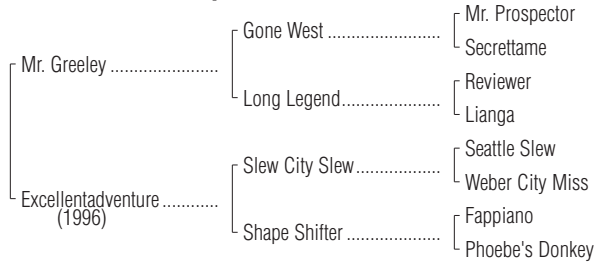 Mr. Prospector
Gone West ......................
Secrettame
Mr. Greeley .....................
Reviewer
Long Legend...................
Lianga
Seattle Slew
Slew City Slew................
Weber City Miss
Excellentadventure ...........
(1996)
Fappiano
Shape Shifter ..................
Phoebe's Donkey